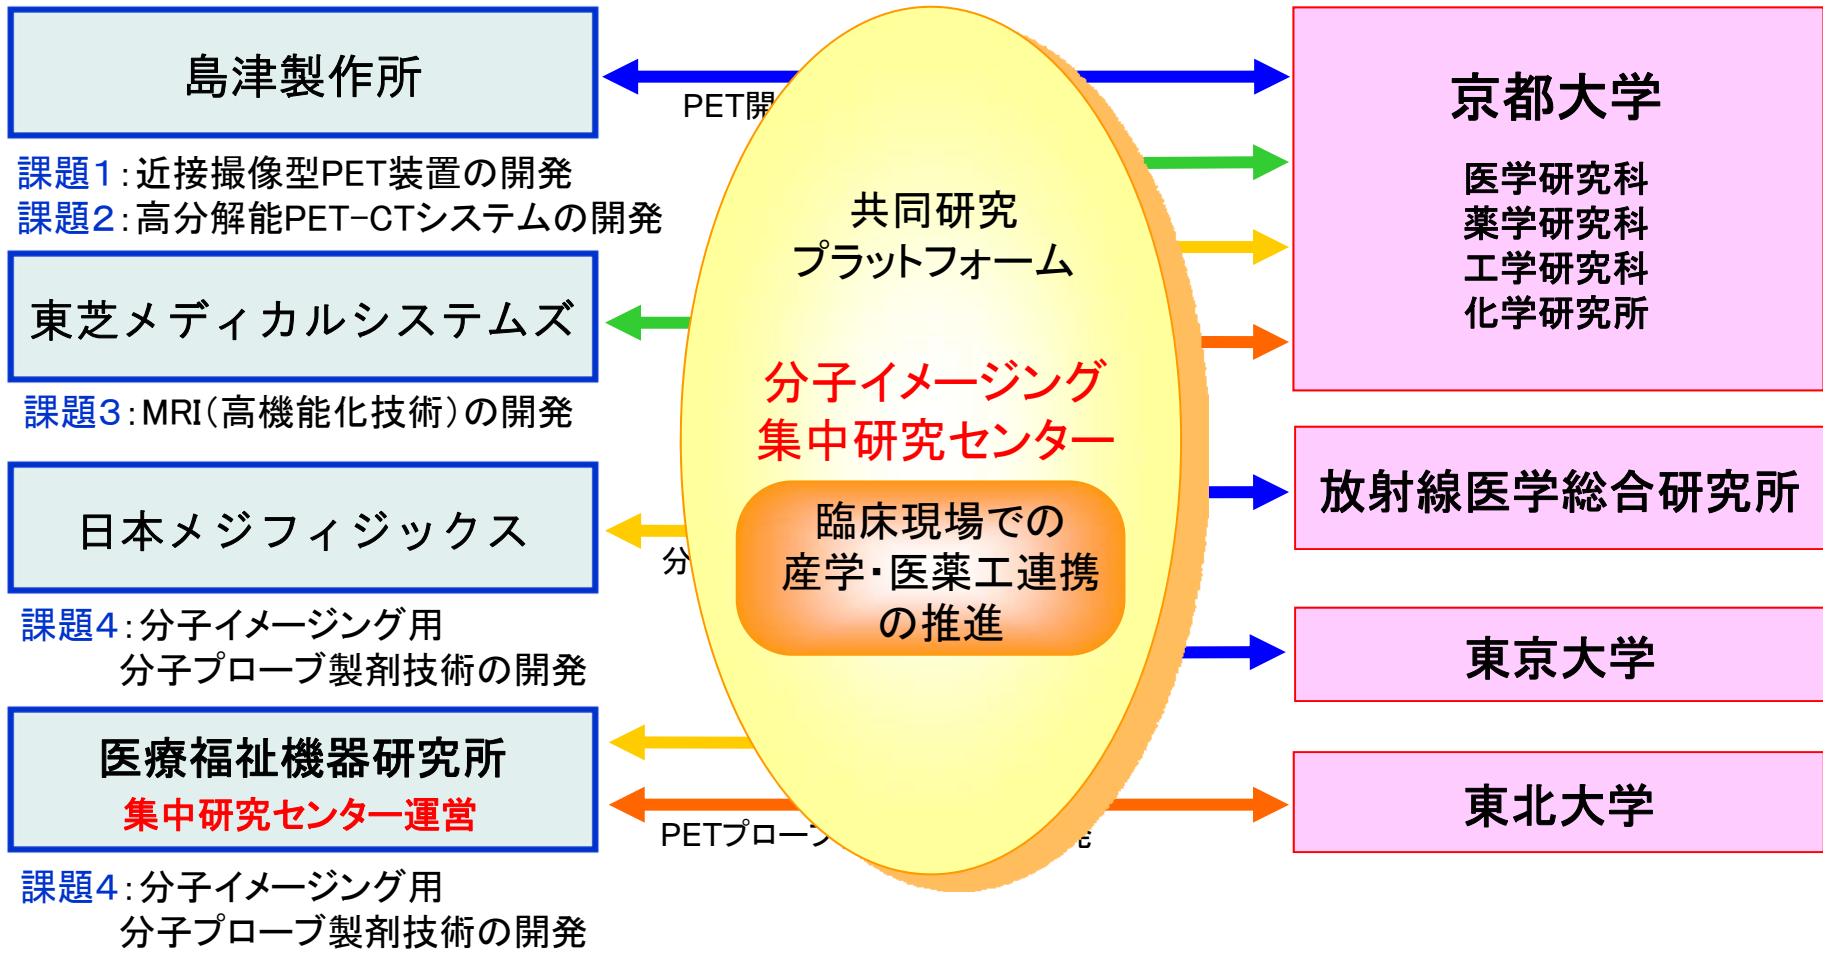 島津製作所
PET開
課題1：近接撮像型PET装置の開発
課題2：高分解能PET-CTシステムの開発
東芝メディカルシステムズ
課題3：MRI（高機能化技術）の開発
日本メジフィジックス
分
課題4：分子イメージング用
分子プローブ製剤技術の開発
医療福祉機器研究所
集中研究センター運営
PETプローブ
発
課題4：分子イメージング用
分子プローブ製剤技術の開発
共同研究
プラットフォーム
分子イメージング
集中研究センター
臨床現場での
産学・医薬工連携
の推進
京都大学
医学研究科
薬学研究科
工学研究科
化学研究所
放射線医学総合研究所
東京大学
東北大学